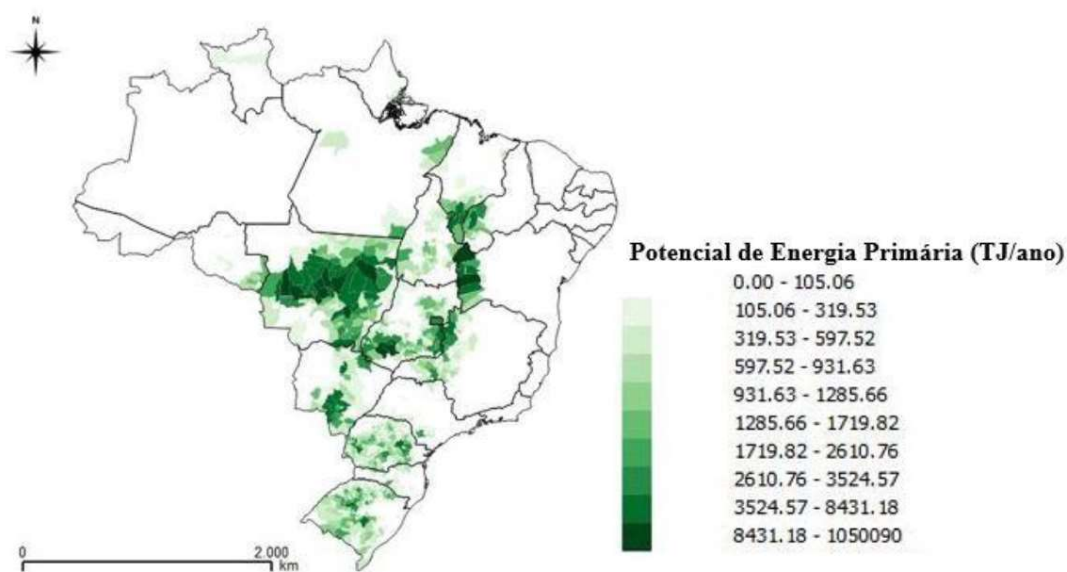 N
Potencial de Energia Primária (TJ/ano)
0.00 - 105.06
105.06 - 319.53
319.53 - 597.52
597.52 - 931.63
931.63 - 1285.66
1285.66 - 1719.82
1719.82 - 2610.76
2610.76 - 3524.57
3524.57 - 8431.18
8431.18 - 1050090
0 2 000
km